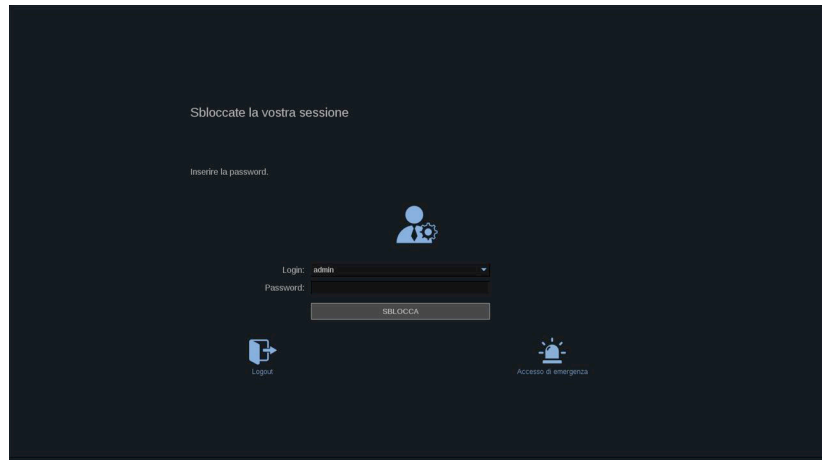 Sbloccate la vostra sessione
Inserire la password.
Login: admin
Password:
SBLOCCA
Logout
Accesso di emergenza